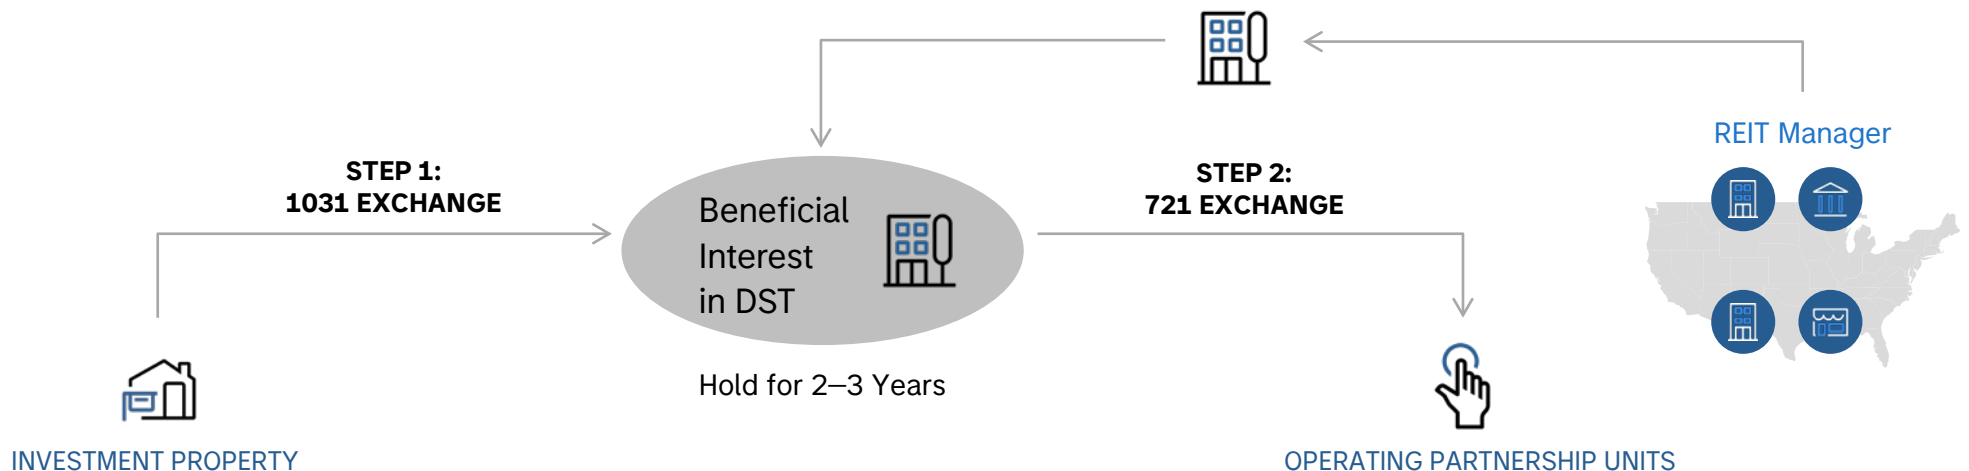 REIT Manager
STEP 1:
1031 EXCHANGE
STEP 2:
721 EXCHANGE
Beneficial
Interest
in DST
Hold for 2–3 Years
INVESTMENT PROPERTY
OPERATING PARTNERSHIP UNITS